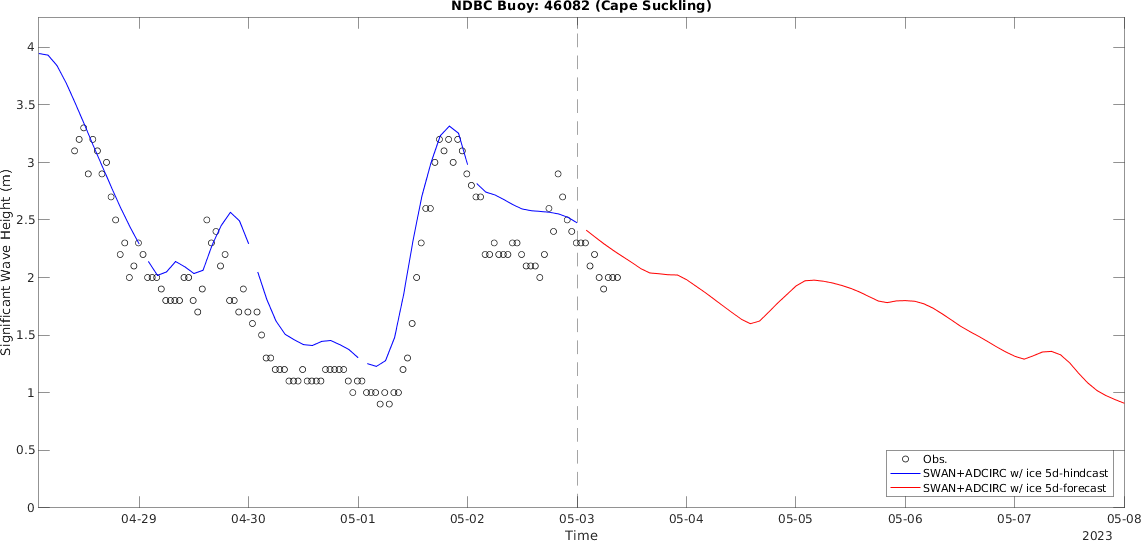 NDBC Buoy: 46082 (Cape Suckling)
4
3.5
3
2.5
2
1.5
1
0.5
0
Significant Wave Height (m)
Obs.
SWAN+ADCIRC w/ ice 5d-hindcast
SWAN+ADCIRC w/ ice 5d-forecast
04-29 04-30 05-01 05-02 05-03 05-04 05-05 05-06 05-07 05-08
Time
2023